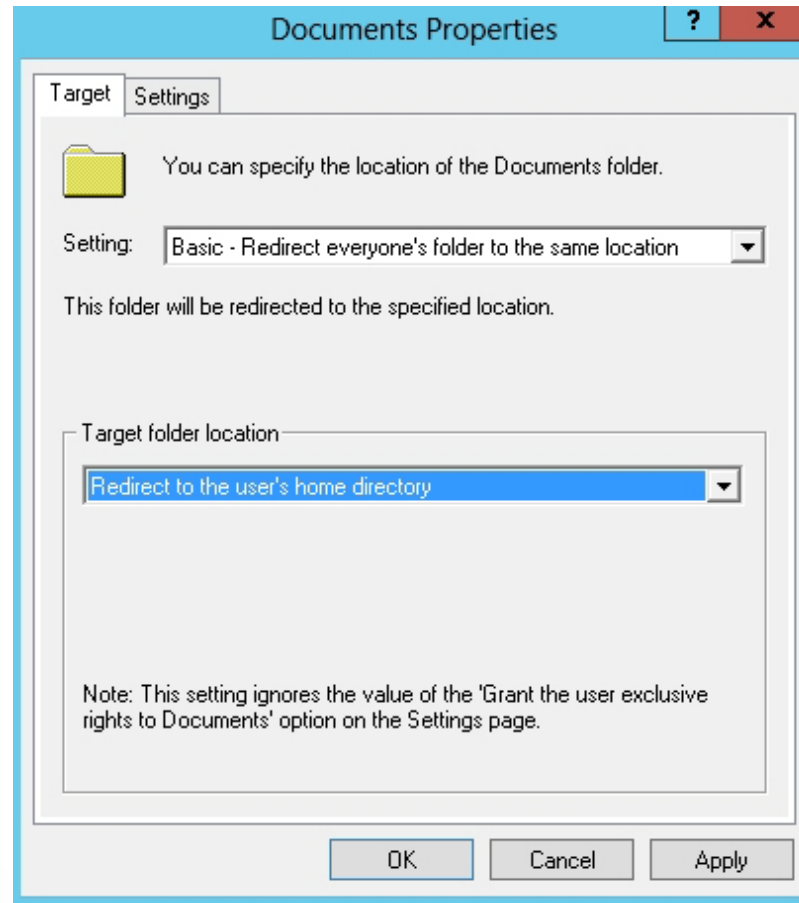 Documents Properties
? x
Target Settings
You can specify the location of the Documents folder.
Setting: Basic - Redirect everyone's folder to the same location
This folder will be redirected to the specified location.
Target folder location
Redirect to the user's home directory
Note: This setting ignores the value of the 'Grant the user exclusive
rights to Documents' option on the Settings page.
OK Cancel Apply